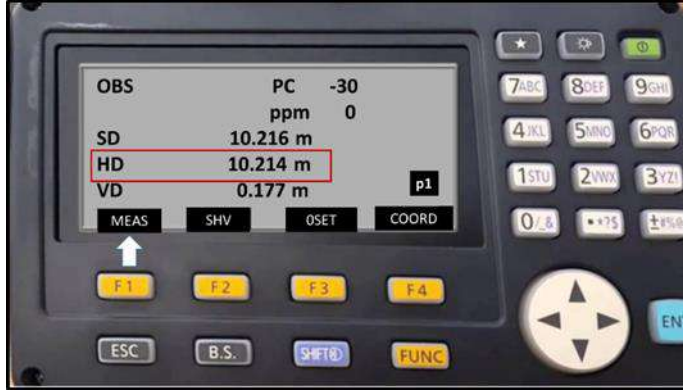 OBS PC -30
ppm 0
SD 10.216 m
HD 10.214 m
VD 0.177 m p1
MEAS SHV 0SET COORD
F1 F2 F3 F4
ESC B.S. SHIFT FUNC
7ABC 8DEF 9GHI
4JKL 5MNO 6PQR
1STU 2VWX 3YZ!
0/_& •*?$ ±#%@
EN